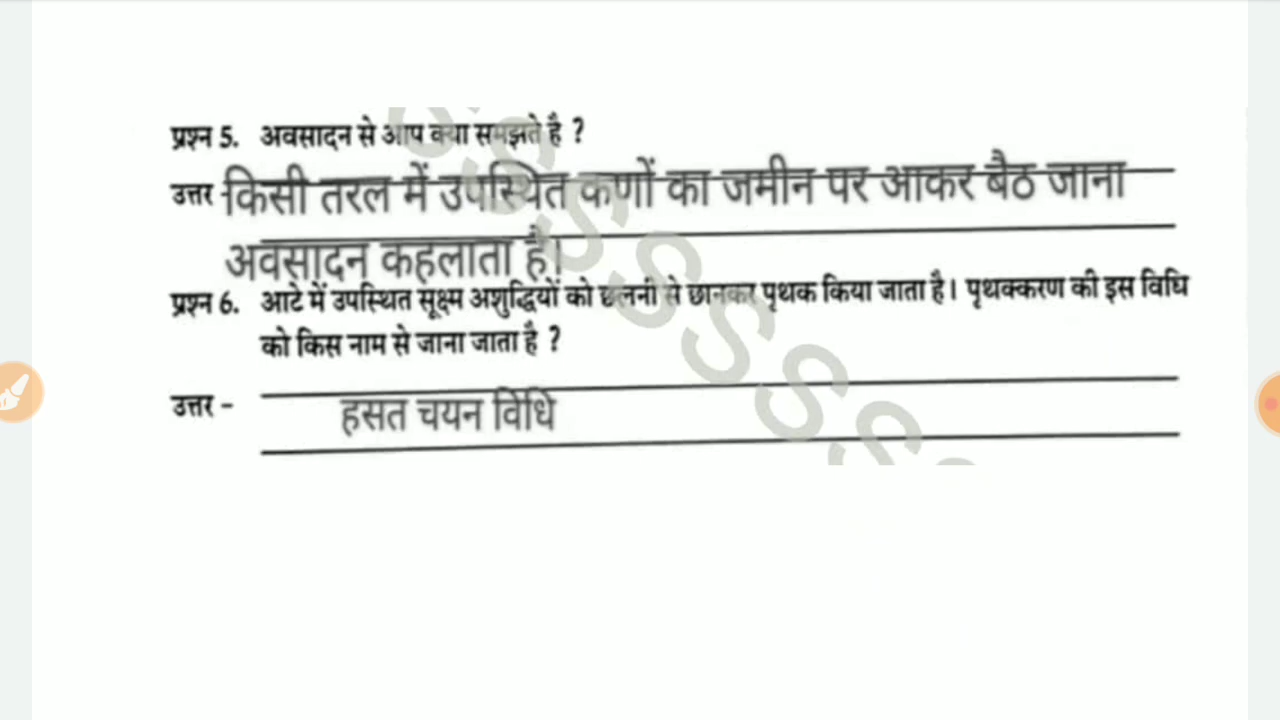 प्रश्न 5. अवसादन से आप क्या समझते है ?
उत्तर - किसी तरल में उपस्थित कणों का जमीन पर आकर बैठ जाना
अवसादन कहलाता है।
प्रश्न 6. आटे में उपस्थित सूक्ष्म अशुद्धियों को छलनी से छानकर पृथक किया जाता है। पृथक्करण की इस विधि
को किस नाम से जाना जाता है ?
उत्तर – हसत चयन विधि